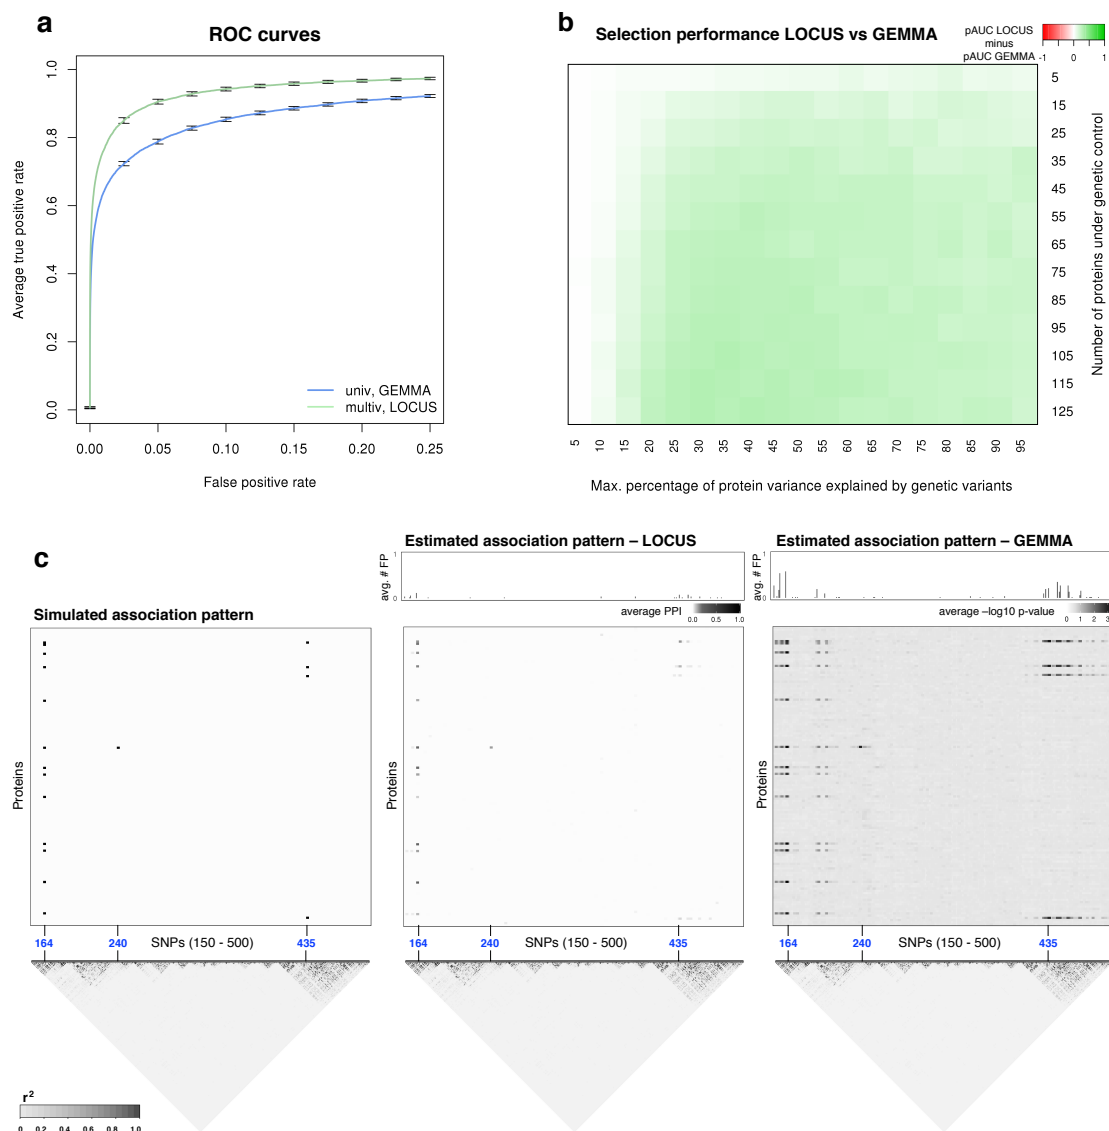 a
ROC curves
Average true positive rate
1.0
0.8
0.6
0.4
0.2
0.0
univ, GEMMA
multiv, LOCUS
0.00 0.05 0.10 0.15 0.20 0.25
False positive rate
b
Selection performance LOCUS vs GEMMA
pAUC LOCUS
minus
pAUC GEMMA
-1 0 1
5
15
25
35
45
55
65
75
85
95
105
115
125
Number of proteins under genetic control
5 10 15 20 25 30 35 40 45 50 55 60 65 70 75 80 85 90 95
Max. percentage of protein variance explained by genetic variants
c
Simulated association pattern
Proteins
164 240 SNPs (150 - 500) 435
Estimated association pattern – LOCUS
avg. # FP
1
0
average PPI
0.0 0.5 1.0
Proteins
164 240 SNPs (150 - 500) 435
Estimated association pattern – GEMMA
avg. # FP
1
0
average –log10 p-value
0 1 2 3
Proteins
164 240 SNPs (150 - 500) 435
r²
0 0.2 0.4 0.6 0.8 1.0